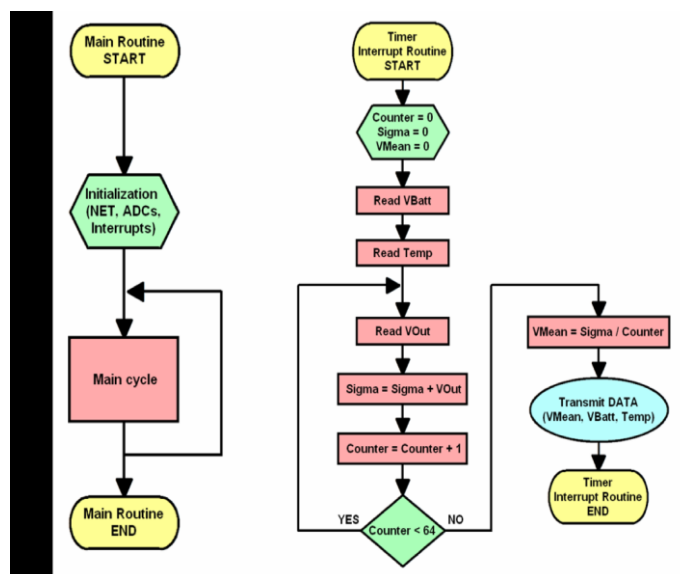 Main Routine
START
Initialization
(NET, ADCs,
Interrupts)
Main cycle
Main Routine
END
Timer
Interrupt Routine
START
Counter = 0
Sigma = 0
VMean = 0
Read VBatt
Read Temp
Read VOut
Sigma = Sigma + VOut
Counter = Counter + 1
Counter < 64
YES
NO
VMean = Sigma / Counter
Transmit DATA
(VMean, VBatt, Temp)
Timer
Interrupt Routine
END